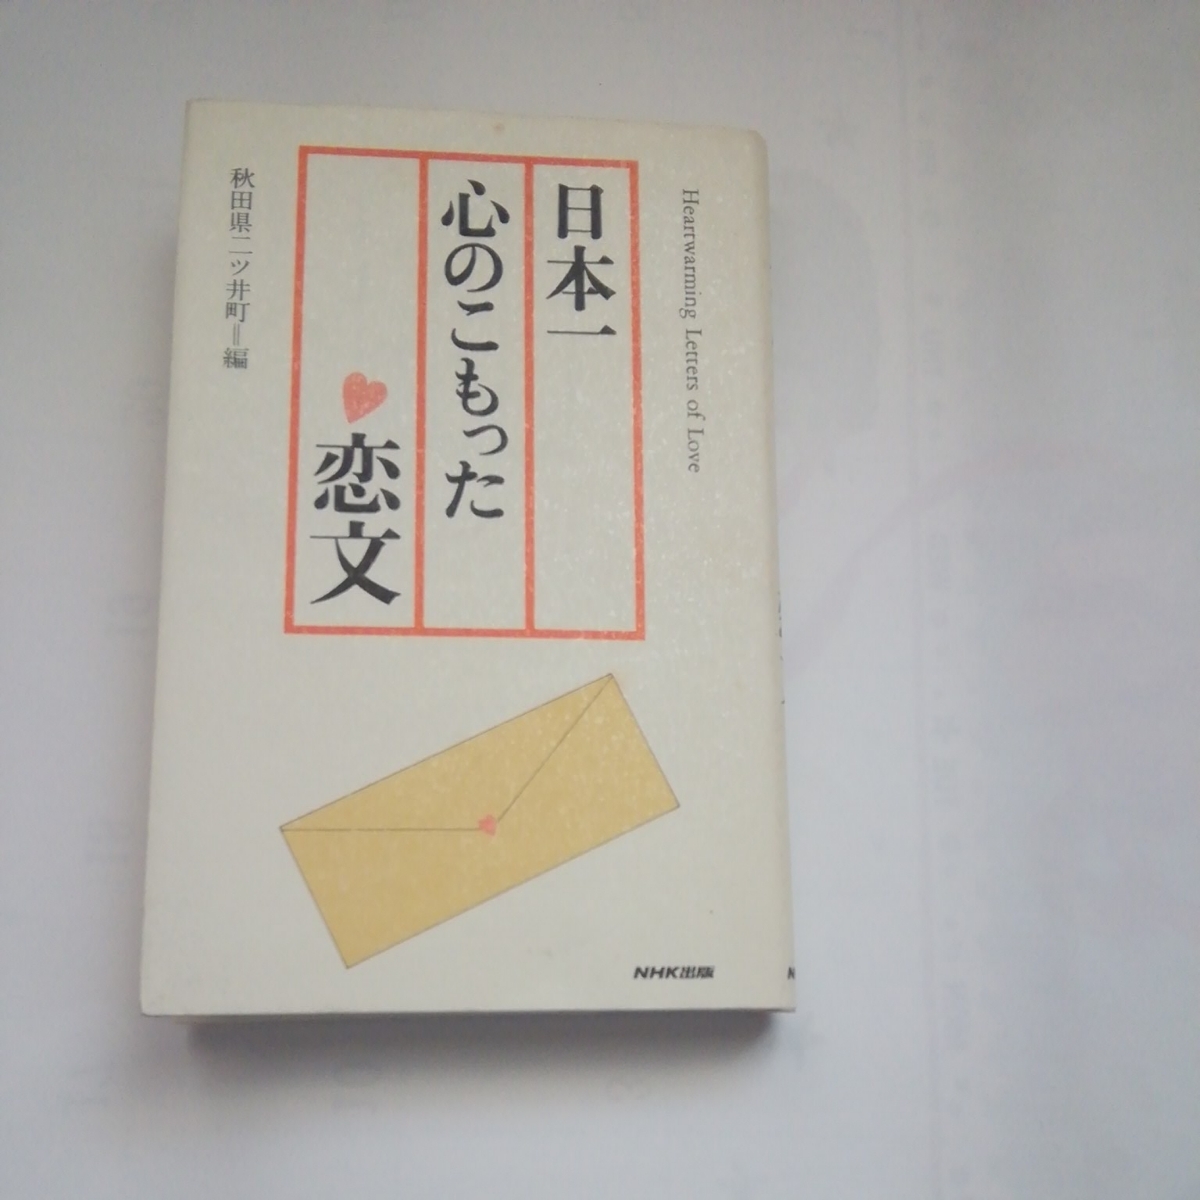 Heartwarming Letters of Love
日本一
心のこもった
恋文
秋田県二ツ井町＝編
NHK出版